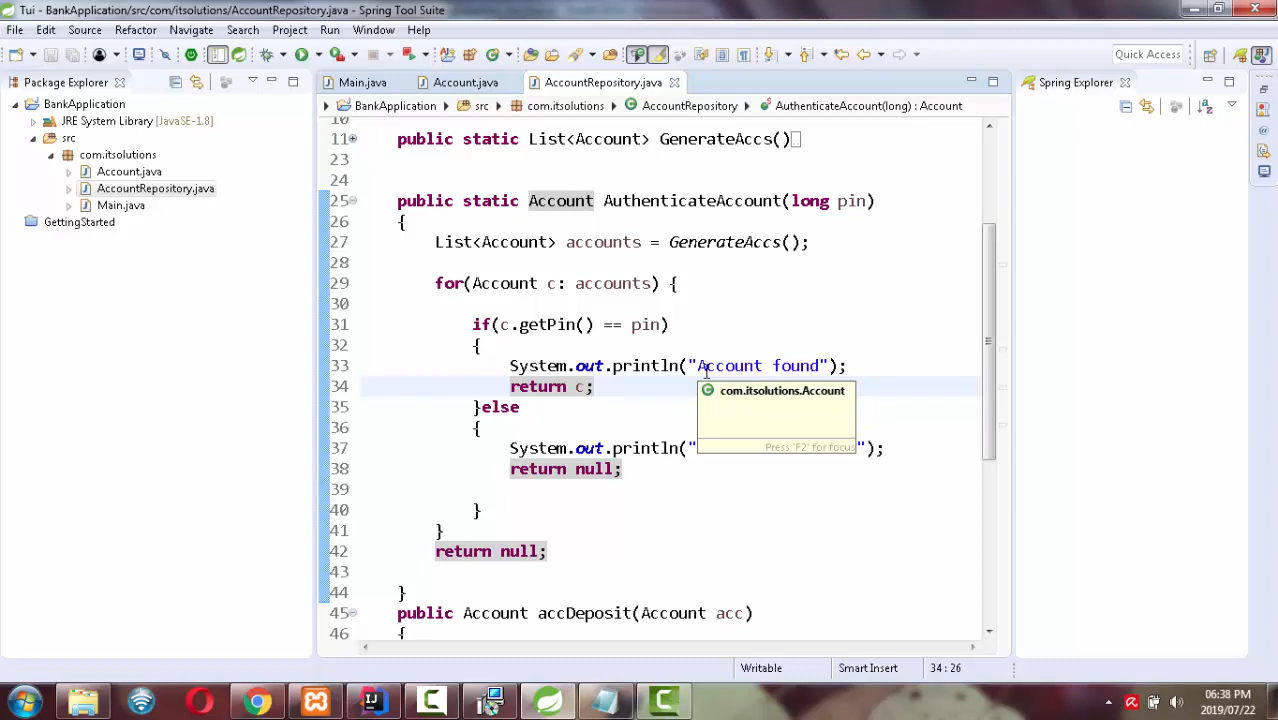 Tui - BankApplication/src/com/itsolutions/AccountRepository.java - Spring Tool Suite
File Edit Source Refactor Navigate Search Project Run Window Help
Quick Access
Package Explorer
BankApplication
JRE System Library [JavaSE-1.8]
src
com.itsolutions
Account.java
AccountRepository.java
Main.java
GettingStarted
Main.java Account.java AccountRepository.java
BankApplication src com.itsolutions AccountRepository AuthenticateAccount(long) : Account
10
11 public static List<Account> GenerateAccs()
23
24
25 public static Account AuthenticateAccount(long pin)
26 {
27 List<Account> accounts = GenerateAccs();
28
29 for(Account c: accounts) {
30
31 if(c.getPin() == pin)
32 {
33 System.out.println("Account found");
34 return c;
35 }else
36 {
37 System.out.println(" ");
38 return null;
39
40 }
41 }
42 return null;
43
44 }
45 public Account accDeposit(Account acc)
46 {
com.itsolutions.Account
Press 'F2' for focus
Spring Explorer
Writable Smart Insert 34 : 26
06:38 PM
2019/07/22